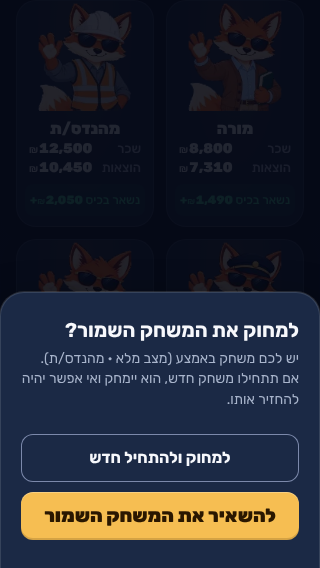 מורה
שכר ₪8,800
הוצאות ₪7,310
נשאר בכיס ₪1,490+
מהנדס/ת
שכר ₪12,500
הוצאות ₪10,450
נשאר בכיס ₪2,050+
למחוק את המשחק השמור?
יש לכם משחק באמצע (מצב מלא · מהנדס/ת).
אם תתחילו משחק חדש, הוא יימחק ואי אפשר יהיה
להחזיר אותו.
למחוק ולהתחיל חדש
להשאיר את המשחק השמור